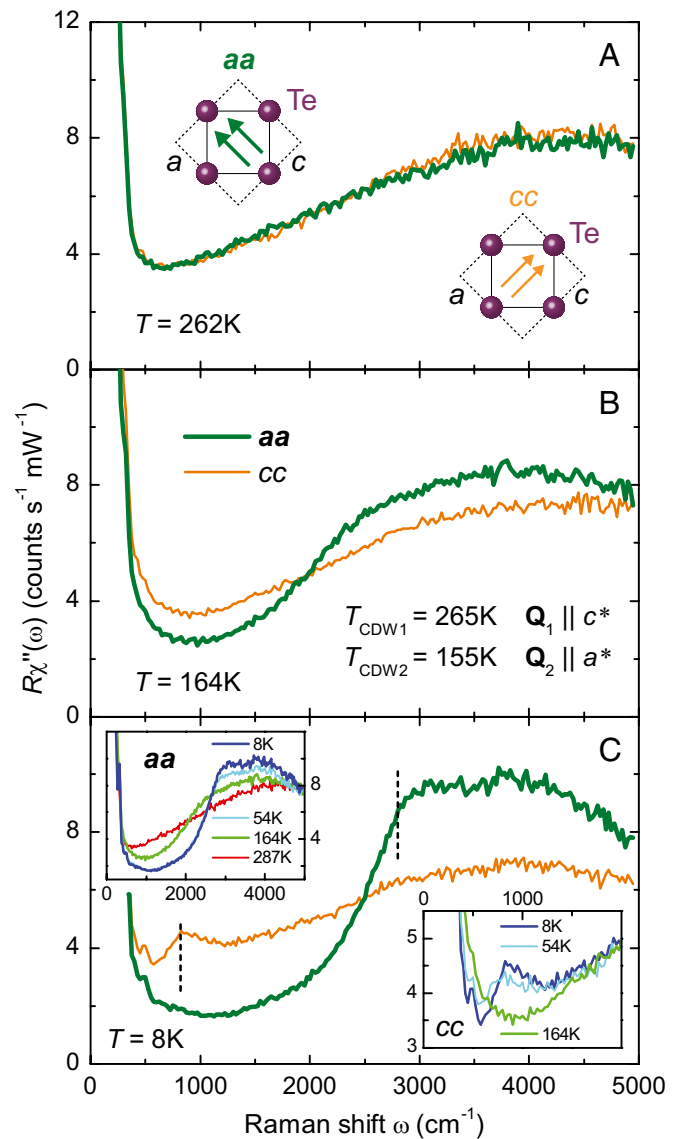 12
8
4
0
A
aa
Te
a
c
cc
Te
a
c
T = 262K
8
4
0
B
aa
cc
T_CDW1 = 265K Q_1 || c*
T_CDW2 = 155K Q_2 || a*
T = 164K
8
4
0
C
aa
8K
54K
164K
287K
8
4
0 2000 4000
0 1000
5
4
3
8K
54K
164K
cc
T = 8K
0 1000 2000 3000 4000 5000
Raman shift ω (cm⁻¹)
Rχ''(ω) (counts s⁻¹ mW⁻¹)